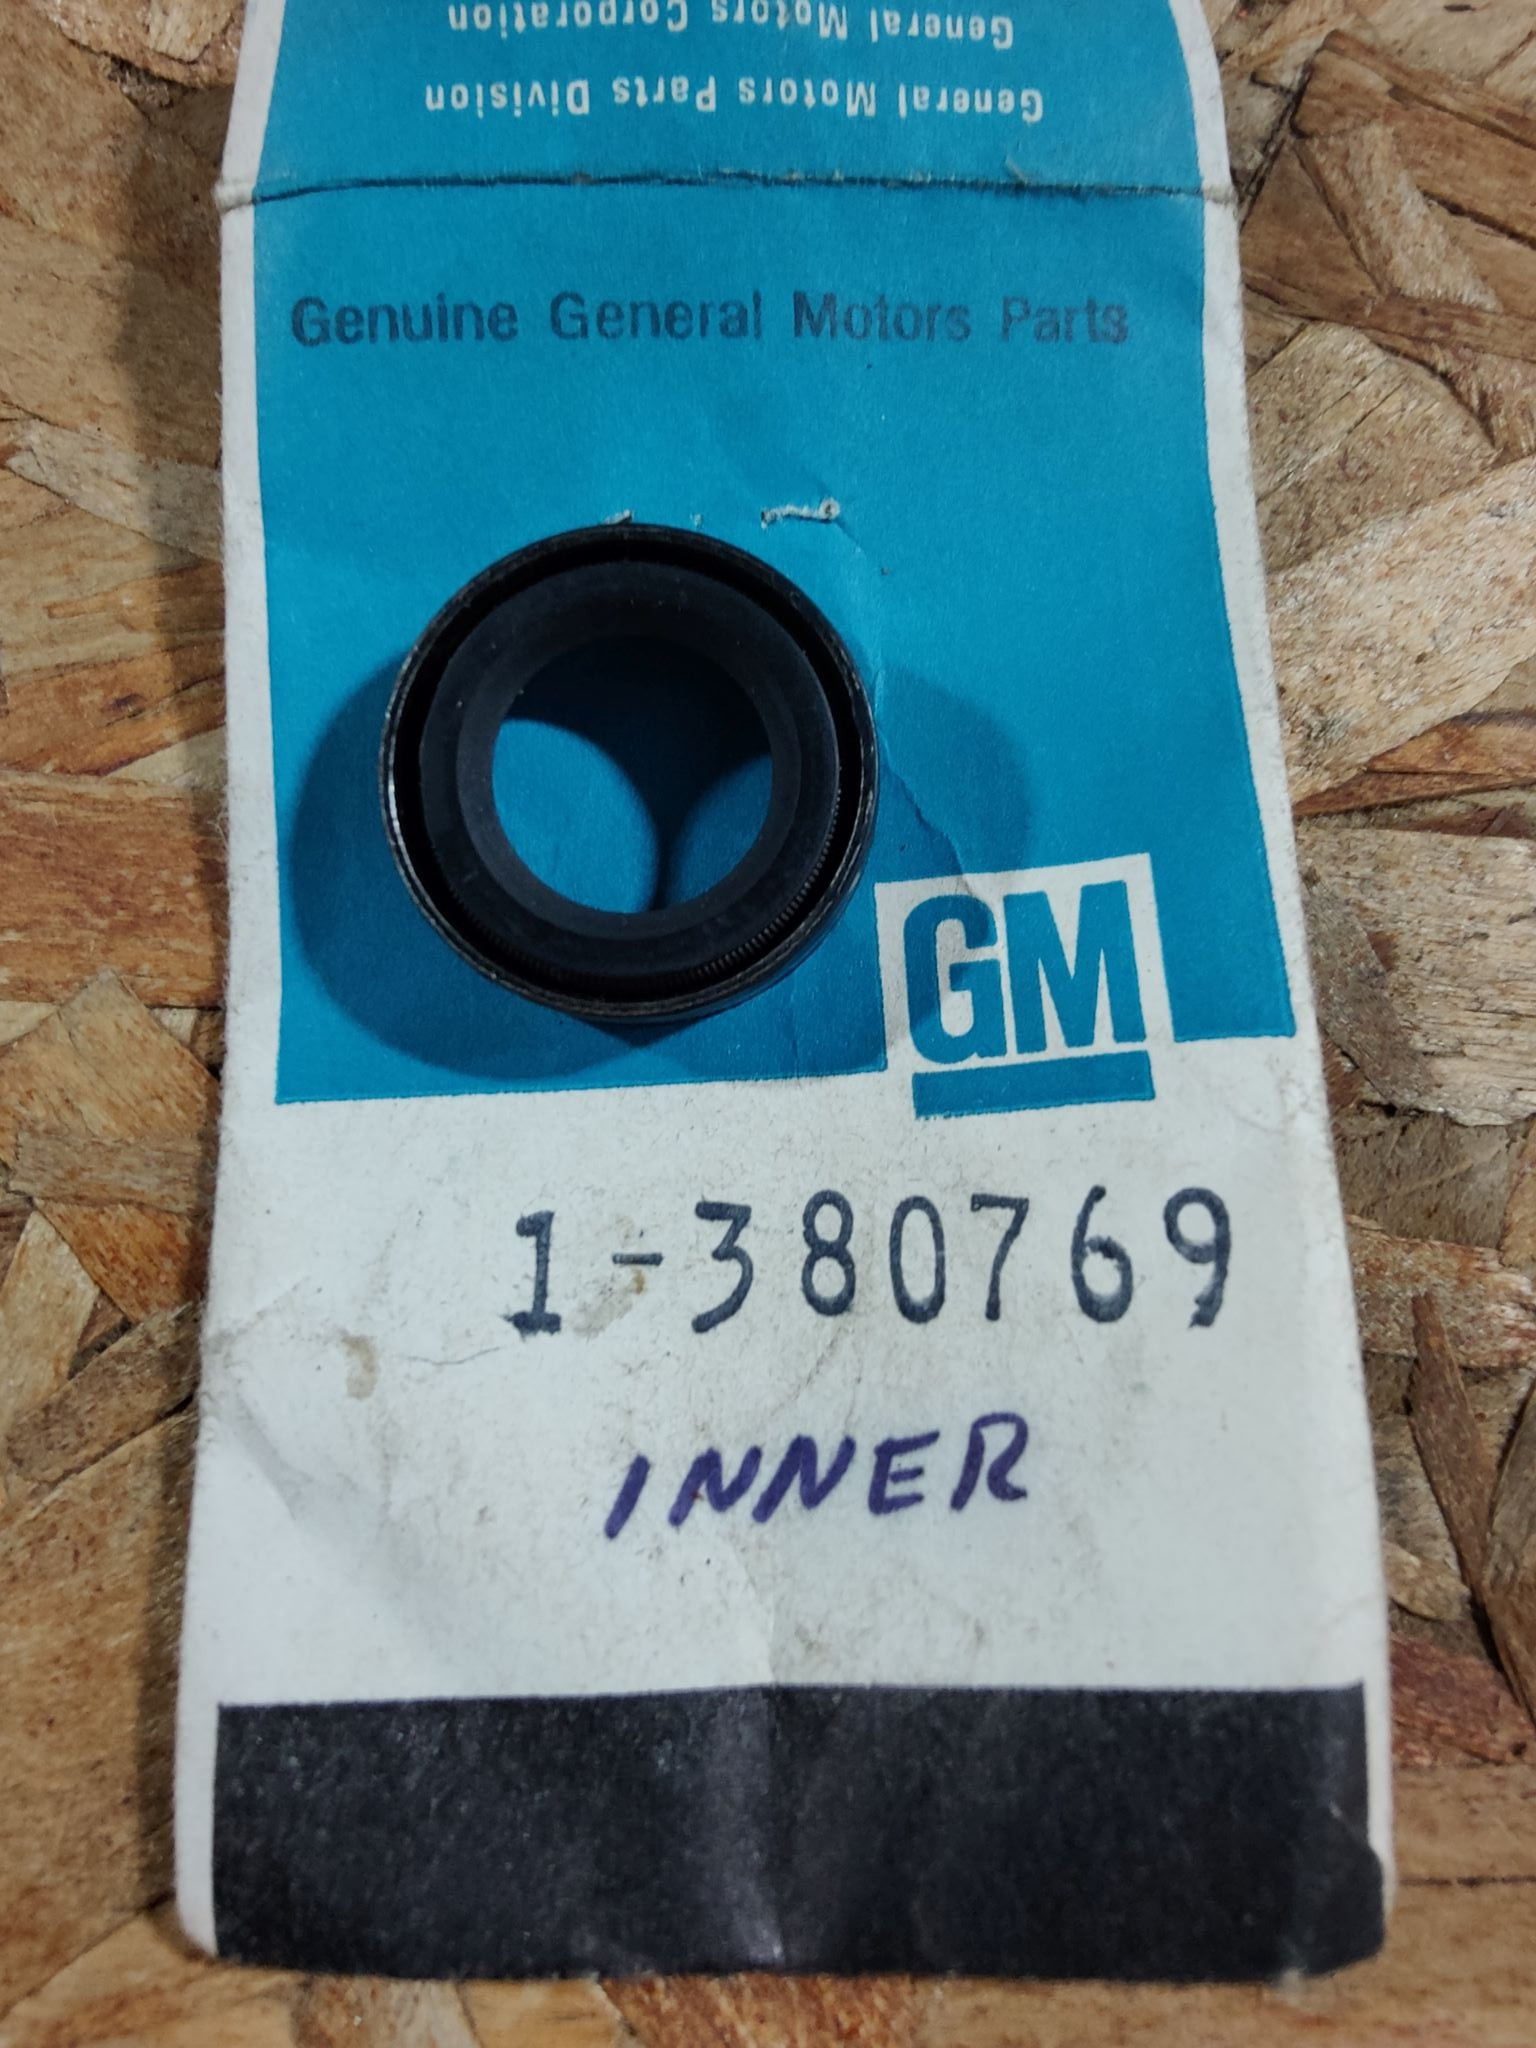 General Motors Corporation
General Motors Parts Division
Genuine General Motors Parts
GM
1-380769
INNER